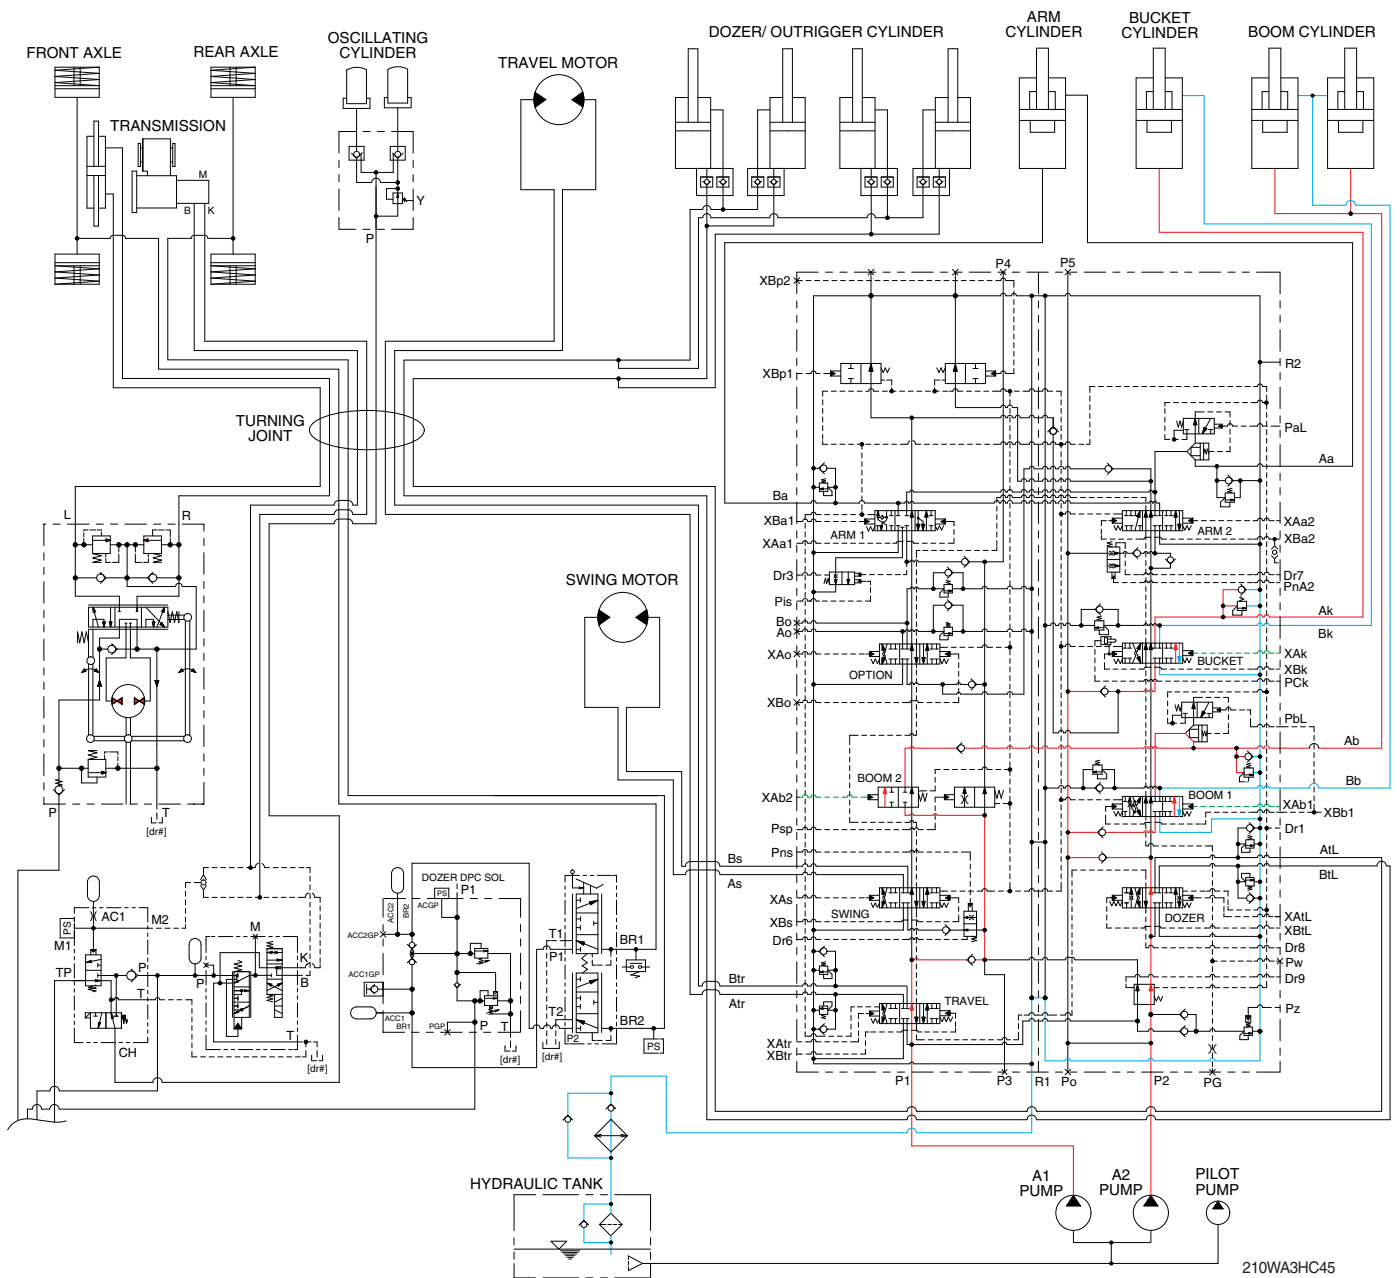 FRONT AXLE
REAR AXLE
OSCILLATING
CYLINDER
TRAVEL MOTOR
DOZER/ OUTRIGGER CYLINDER
ARM
CYLINDER
BUCKET
CYLINDER
BOOM CYLINDER
TRANSMISSION
M
B
K
Y
P
TURNING
JOINT
L
R
P
T
[dr#]
SWING MOTOR
XBp2
P4
P5
XBp1
R2
PaL
Aa
Ba
XBa1
XAa1
ARM 1
ARM 2
XAa2
XBa2
Dr3
Pis
Dr7
PnA2
Bo
Ao
Ak
Bk
XAo
OPTION
BUCKET
XAk
XBk
PCk
XBo
PbL
Ab
BOOM 2
Bb
XAb2
BOOM 1
XAb1
XBb1
Psp
Dr1
Pns
Bs
As
AtL
BtL
XAs
SWING
XBs
DOZER
XAtL
XBtL
Dr6
Dr8
Pw
Btr
Atr
Dr9
TRAVEL
Pz
XAtr
XBtr
P1
P3
R1
Po
P2
PG
AC1
PS
M1
M2
TP
P
T
CH
M
P
K
B
T
[dr#]
DOZER DPC SOL
PS
P1
ACGP
ACC2
BR2
ACC2GP
ACC1GP
ACC1
BR1
PGP
P
T
[dr#]
T1
P1
BR1
T2
P2
BR2
PS
[dr#]
HYDRAULIC TANK
A1
PUMP
A2
PUMP
PILOT
PUMP
210WA3HC45